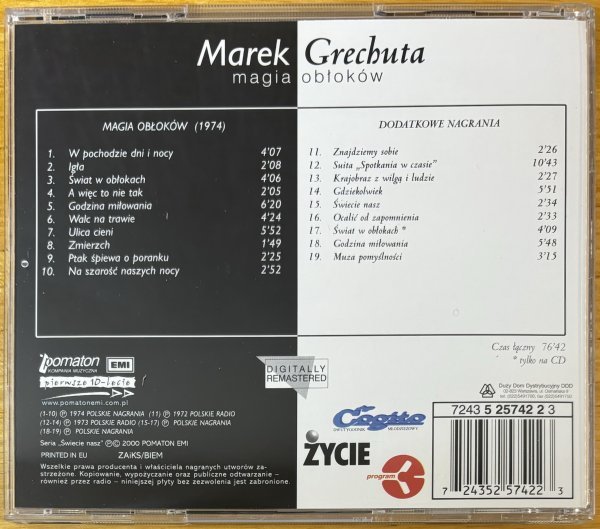 Marek Grechuta
magia obłoków
MAGIA OBŁOKÓW (1974)
1. W pochodzie dni i nocy 4'07
2. Igła 2'08
3. Świat w obłokach 4'06
4. A więc to nie tak 2'05
5. Godzina miłowania 6'20
6. Walc na trawie 4'24
7. Ulica cieni 5'52
8. Zmierzch 1'49
9. Ptak śpiewa o poranku 2'25
10. Na szarość naszych nocy 2'52
DODATKOWE NAGRANIA
11. Znajdziemy sobie 2'26
12. Suita „Spotkania w czasie" 10'43
13. Krajobraz z wilgą i ludzie 2'27
14. Gdziekolwiek 5'51
15. Świecie nasz 2'34
16. Ocalić od zapomnienia 2'33
17. Świat w obłokach * 4'09
18. Godzina miłowania 5'48
19. Muza pomyślności 3'15
Czas łączny 76'42
* tylko na CD
pomaton EMI
KOMPANIA MUZYCZNA
pierwsze 10-lecie
www.pomatonemi.com.pl
(1-10) Ⓟ 1974 POLSKIE NAGRANIA (11) Ⓟ 1972 POLSKIE RADIO
(12-14) Ⓟ 1973 POLSKIE NAGRANIA (15-17) Ⓟ POLSKIE RADIO
(18-19) Ⓟ POLSKIE NAGRANIA
Seria „Świecie nasz" Ⓟ© 2000 POMATON EMI
PRINTED IN EU ZAiKS/BIEM
Wszelkie prawa producenta i właściciela nagranych utworów za-
strzeżone. Kopiowanie, wypożyczanie oraz publiczne odtwarzanie -
również przez radio - niniejszej płyty bez zezwolenia jest zabronione.
DIGITALLY
REMASTERED
Cogito
DWUTYGODNIK MŁODZIEŻOWY
ŻYCIE
program 3
Duży Dom Dystrybucyjny DDD
7243 5 25742 2 3
7 24352 57422 3